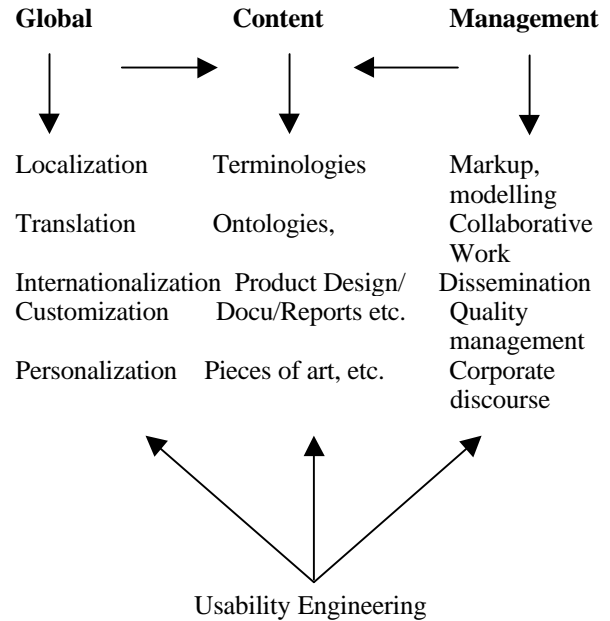 Global Content Management
Localization Terminologies Markup,
modelling
Translation Ontologies, Collaborative
Work
Internationalization Product Design/ Dissemination
Customization Docu/Reports etc. Quality
management
Personalization Pieces of art, etc. Corporate
discourse
Usability Engineering